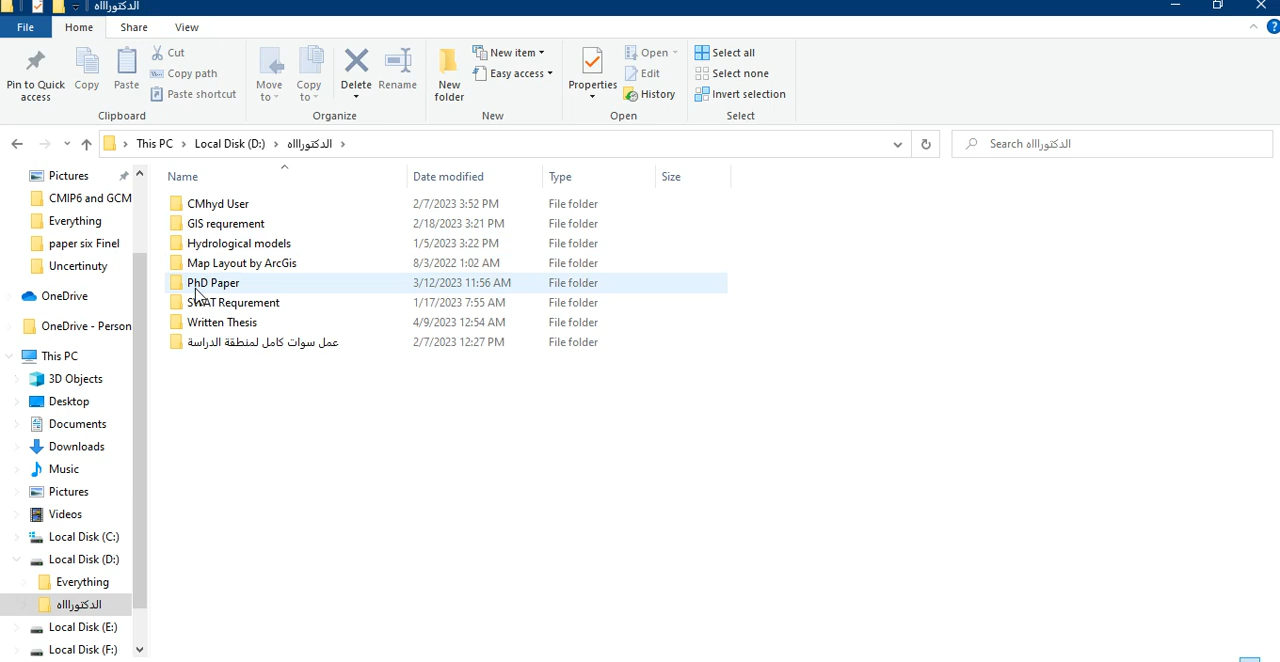 الدكتوراااه
File
Home
Share
View
Pin to Quick access
Copy
Paste
Cut
Copy path
Paste shortcut
Clipboard
Move to
Copy to
Delete
Rename
Organize
New folder
New item
Easy access
New
Properties
Open
Edit
History
Open
Select all
Select none
Invert selection
Select
This PC › Local Disk (D:) › الدكتوراااه ›
Search الدكتوراااه
Name Date modified Type Size
CMhyd User 2/7/2023 3:52 PM File folder
GIS requrement 2/18/2023 3:21 PM File folder
Hydrological models 1/5/2023 3:22 PM File folder
Map Layout by ArcGis 8/3/2022 1:02 AM File folder
PhD Paper 3/12/2023 11:56 AM File folder
SWAT Requrement 1/17/2023 7:55 AM File folder
Written Thesis 4/9/2023 12:54 AM File folder
عمل سوات كامل لمنطقة الدراسة 2/7/2023 12:27 PM File folder
Pictures
CMIP6 and GCM
Everything
paper six Finel
Uncertinuty
OneDrive
OneDrive - Person
This PC
3D Objects
Desktop
Documents
Downloads
Music
Pictures
Videos
Local Disk (C:)
Local Disk (D:)
Everything
الدكتوراااه
Local Disk (E:)
Local Disk (F:)